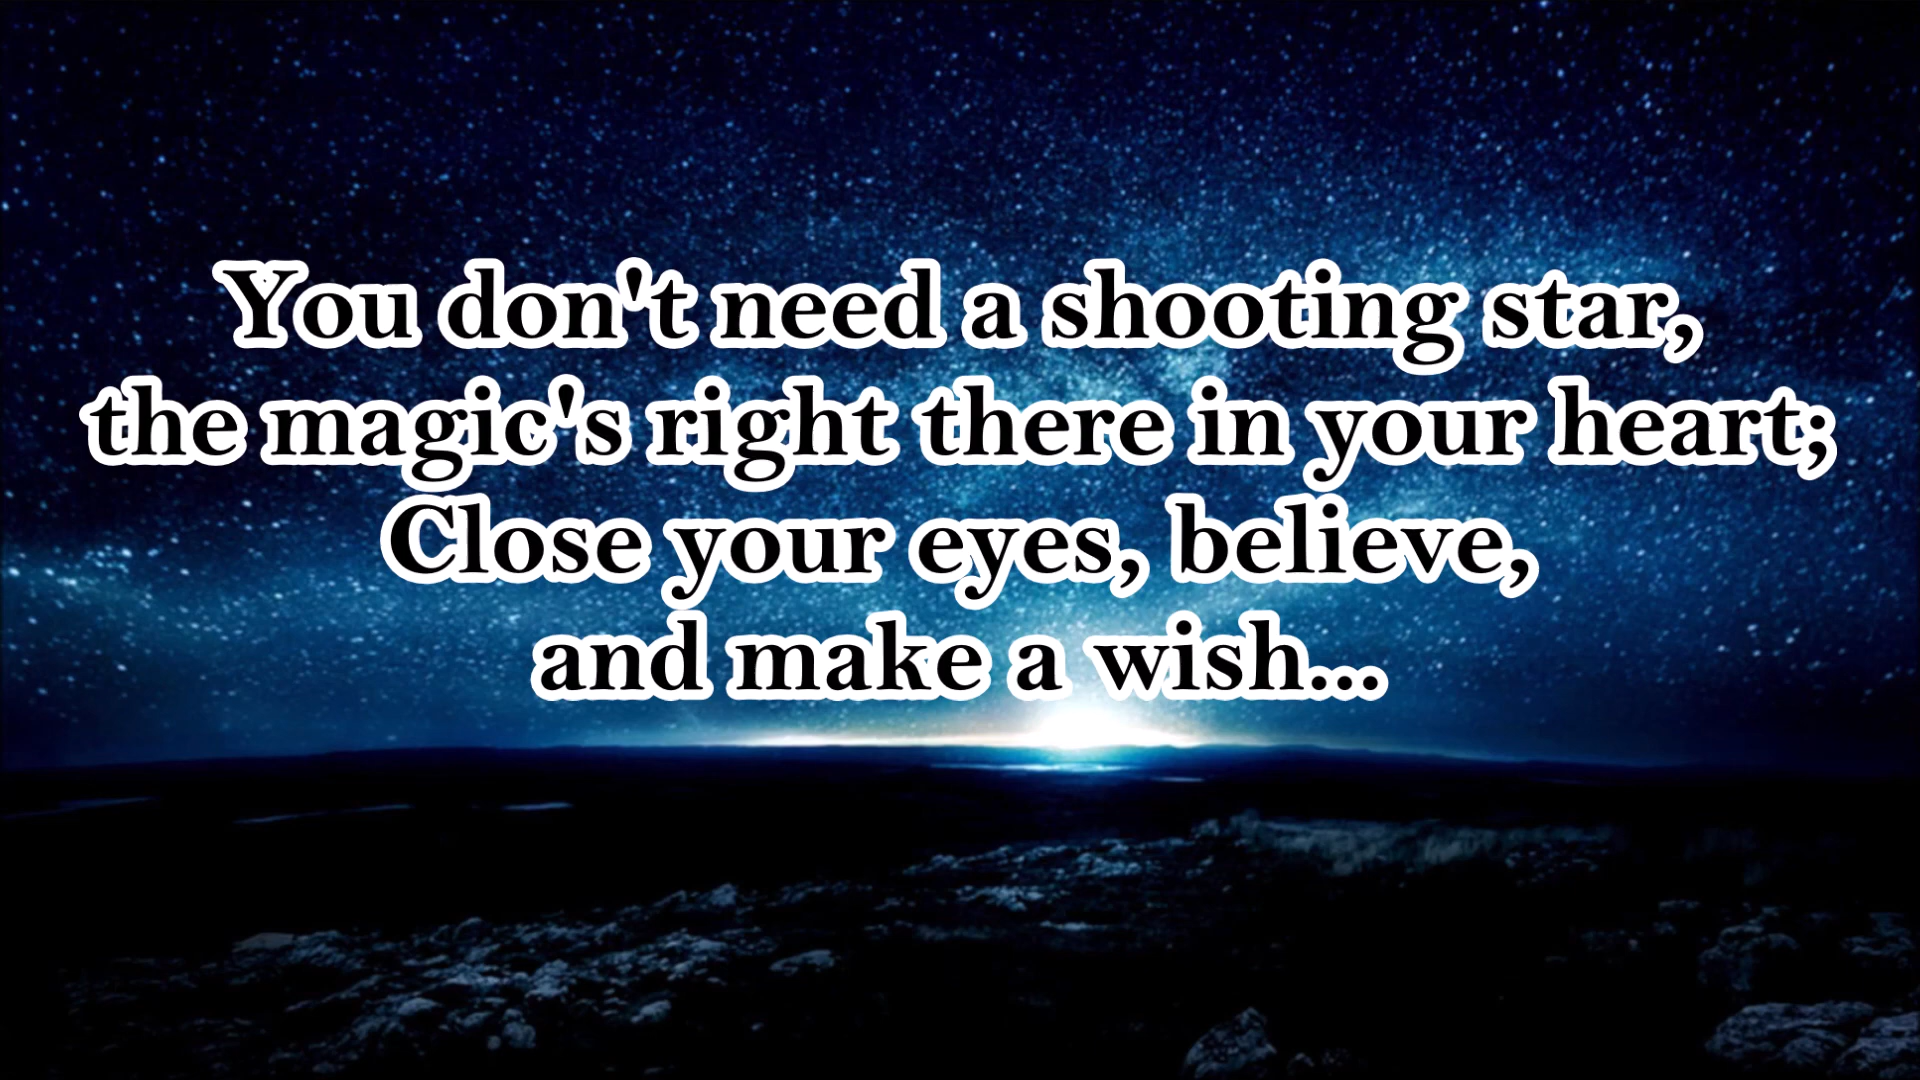 You don't need a shooting star,
the magic's right there in your heart;
Close your eyes, believe,
and make a wish...